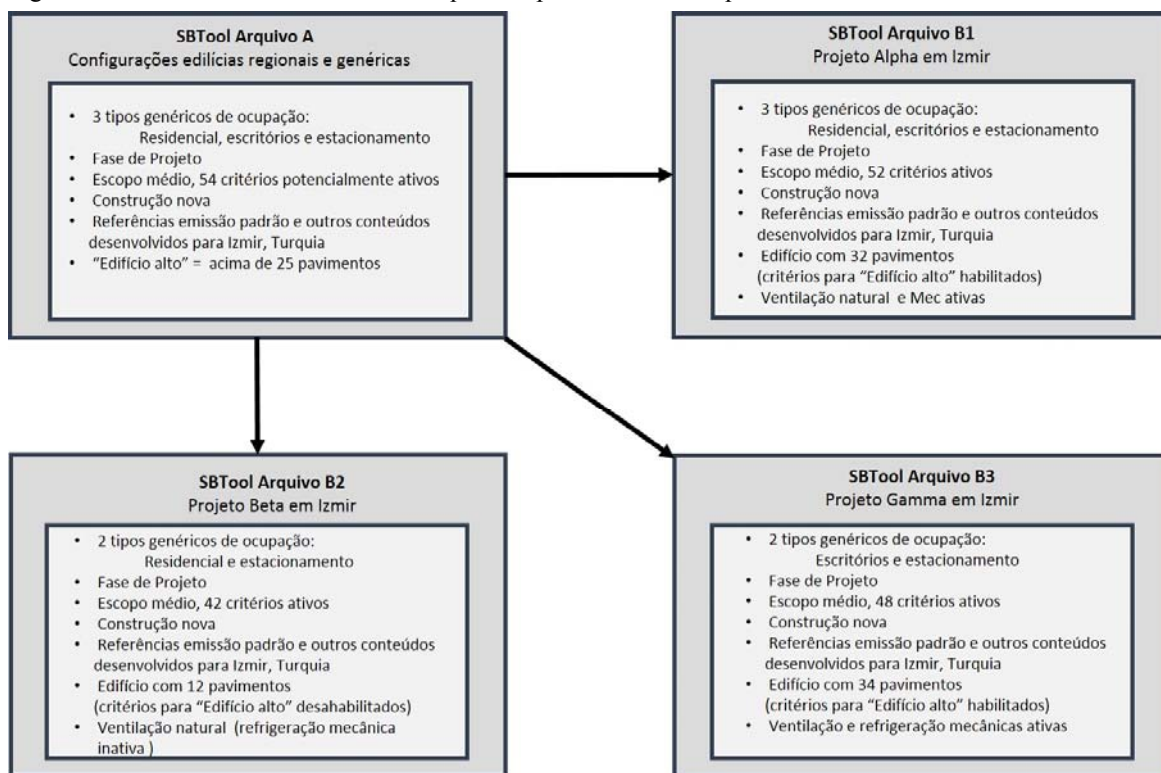 SBTool Arquivo A
Configurações edilícias regionais e genéricas
• 3 tipos genéricos de ocupação:
Residencial, escritórios e estacionamento
• Fase de Projeto
• Escopo médio, 54 critérios potencialmente ativos
• Construção nova
• Referências emissão padrão e outros conteúdos
desenvolvidos para Izmir, Turquia
• “Edifício alto” = acima de 25 pavimentos
SBTool Arquivo B1
Projeto Alpha em Izmir
• 3 tipos genéricos de ocupação:
Residencial, escritórios e estacionamento
• Fase de Projeto
• Escopo médio, 52 critérios ativos
• Construção nova
• Referências emissão padrão e outros conteúdos
desenvolvidos para Izmir, Turquia
• Edifício com 32 pavimentos
(critérios para “Edifício alto” habilitados)
• Ventilação natural e Mec ativas
SBTool Arquivo B2
Projeto Beta em Izmir
• 2 tipos genéricos de ocupação:
Residencial e estacionamento
• Fase de Projeto
• Escopo médio, 42 critérios ativos
• Construção nova
• Referências emissão padrão e outros conteúdos
desenvolvidos para Izmir, Turquia
• Edifício com 12 pavimentos
(critérios para “Edifício alto” desabilitados)
• Ventilação natural (refrigeração mecânica
inativa )
SBTool Arquivo B3
Projeto Gamma em Izmir
• 2 tipos genéricos de ocupação:
Escritórios e estacionamento
• Fase de Projeto
• Escopo médio, 48 critérios ativos
• Construção nova
• Referências emissão padrão e outros conteúdos
desenvolvidos para Izmir, Turquia
• Edifício com 34 pavimentos
(critérios para “Edifício alto” habilitados)
• Ventilação e refrigeração mecânicas ativas